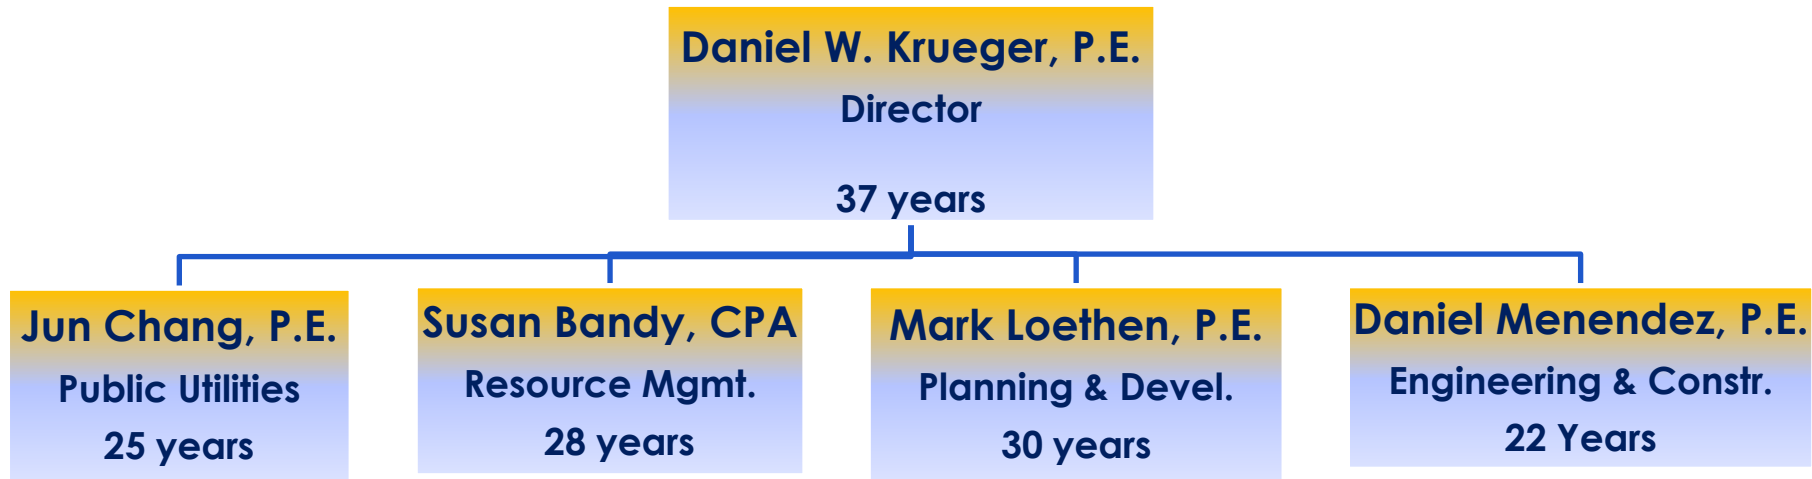 Daniel W. Krueger, P.E.
Director
37 years
Jun Chang, P.E.
Public Utilities
25 years
Susan Bandy, CPA
Resource Mgmt.
28 years
Mark Loethen, P.E.
Planning & Devel.
30 years
Daniel Menendez, P.E.
Engineering & Constr.
22 Years